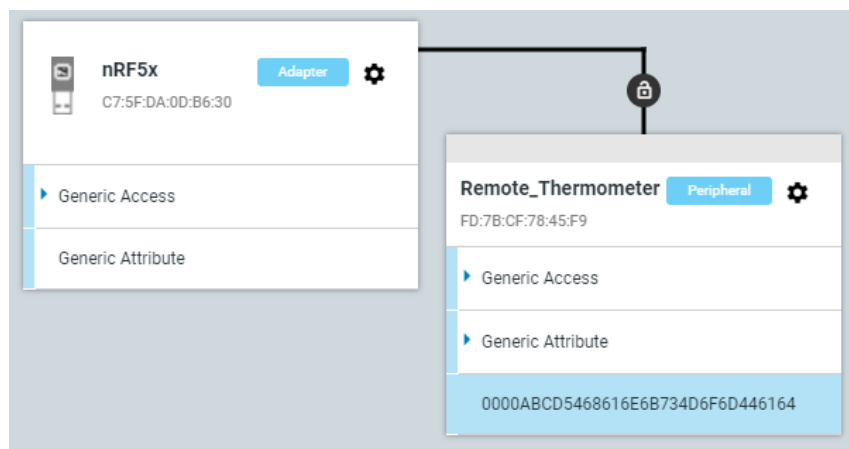 nRF5x
Adapter
C7:5F:DA:0D:B6:30
Generic Access
Generic Attribute
Remote_Thermometer
Peripheral
FD:7B:CF:78:45:F9
Generic Access
Generic Attribute
0000ABCD5468616E6B734D6F6D446164